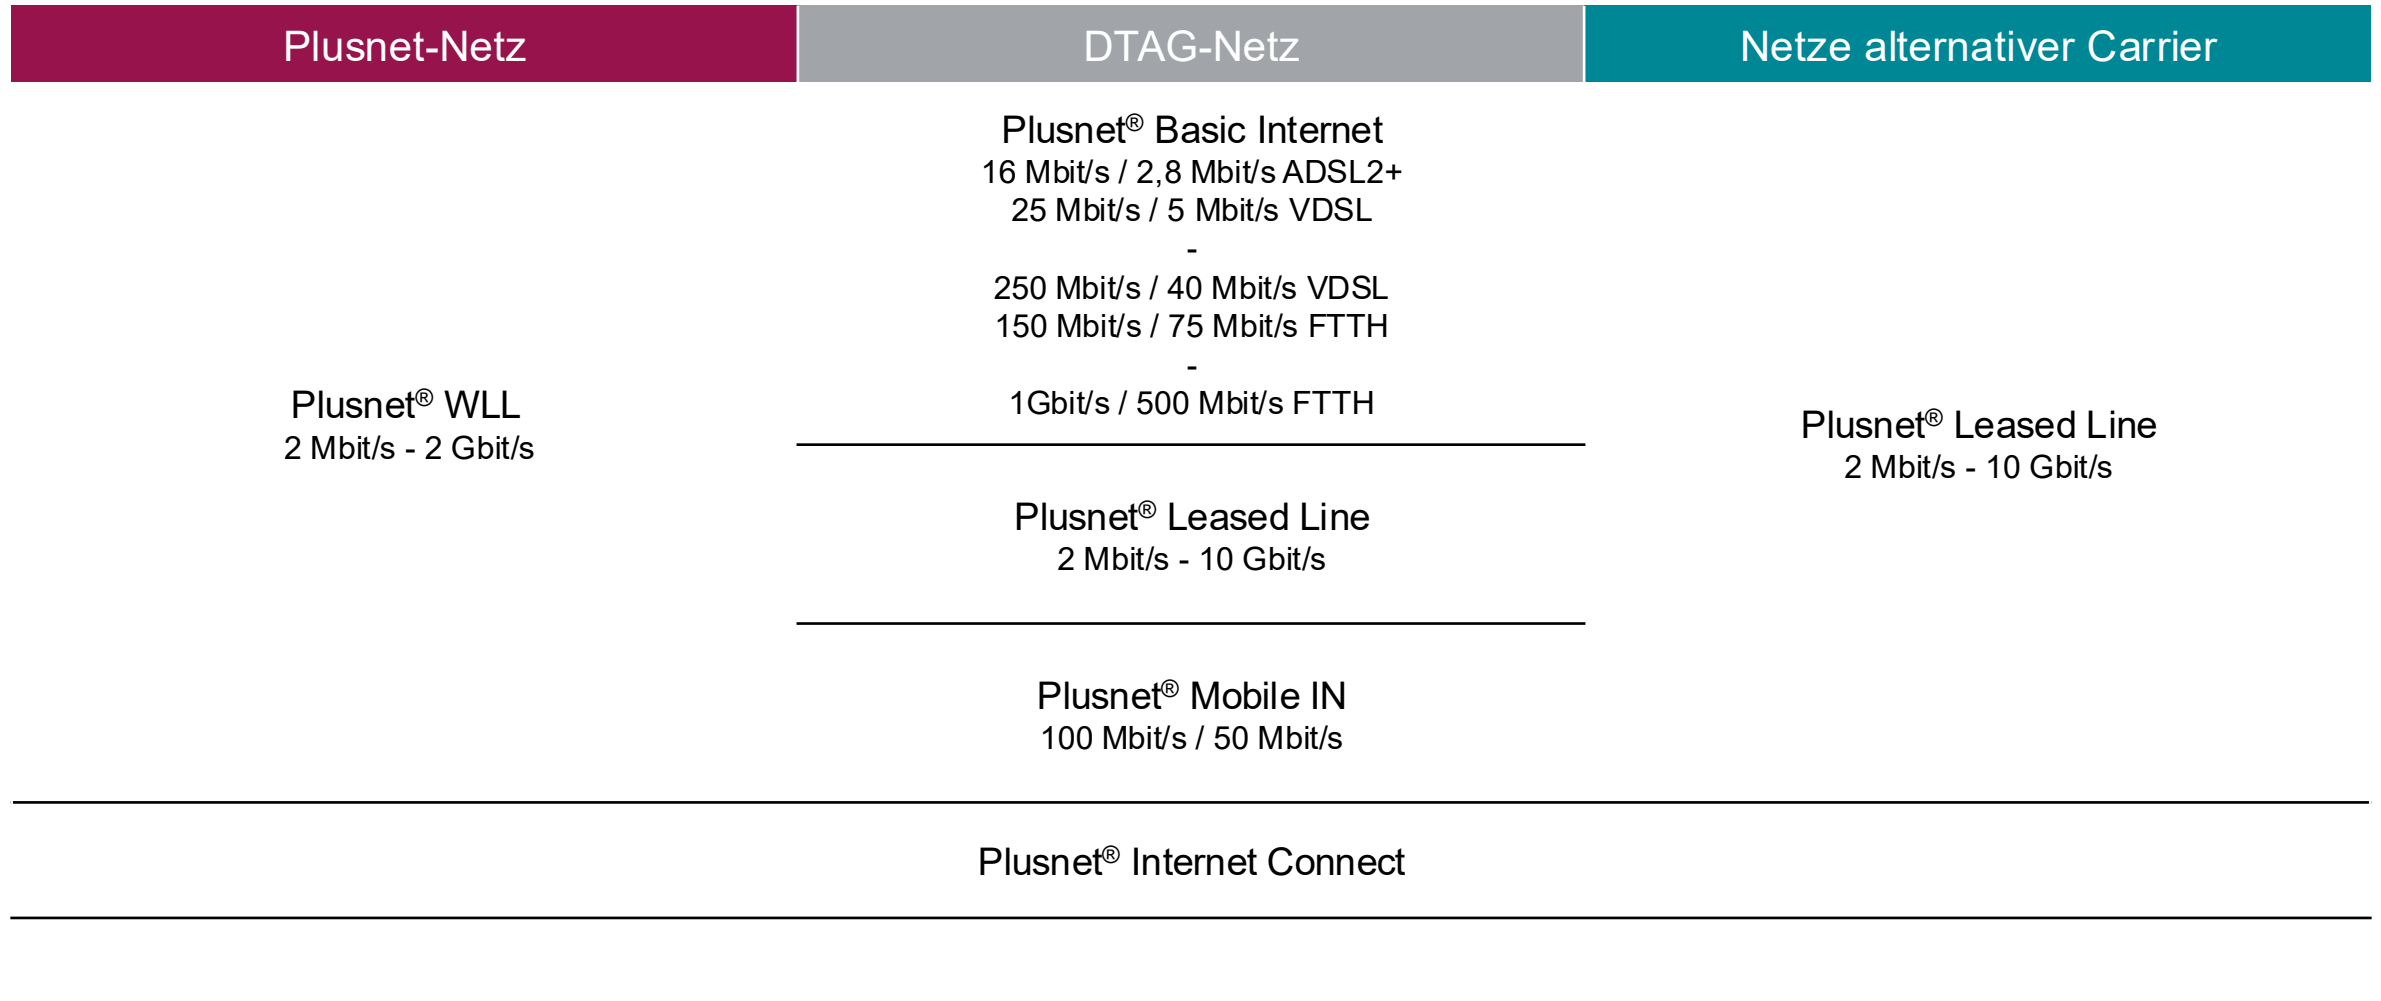 Plusnet-Netz
DTAG-Netz
Netze alternativer Carrier
Plusnet® WLL
2 Mbit/s - 2 Gbit/s
Plusnet® Basic Internet
16 Mbit/s / 2,8 Mbit/s ADSL2+
25 Mbit/s / 5 Mbit/s VDSL
-
250 Mbit/s / 40 Mbit/s VDSL
150 Mbit/s / 75 Mbit/s FTTH
-
1Gbit/s / 500 Mbit/s FTTH
Plusnet® Leased Line
2 Mbit/s - 10 Gbit/s
Plusnet® Mobile IN
100 Mbit/s / 50 Mbit/s
Plusnet® Leased Line
2 Mbit/s - 10 Gbit/s
Plusnet® Internet Connect